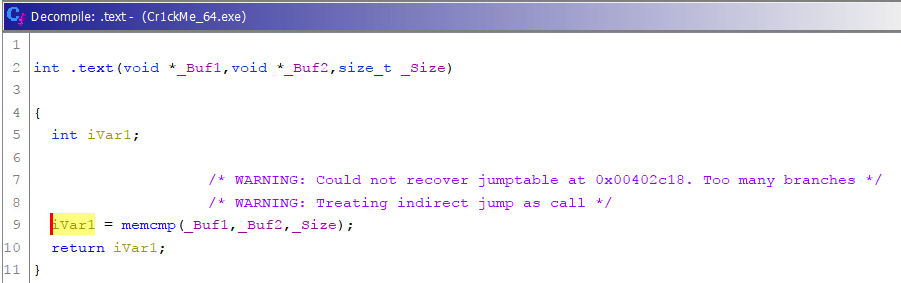 Decompile: .text - (Cr1ckMe_64.exe)
1
2 int .text(void *_Buf1,void *_Buf2,size_t _Size)
3
4 {
5 int iVar1;
6
7 /* WARNING: Could not recover jumptable at 0x00402c18. Too many branches */
8 /* WARNING: Treating indirect jump as call */
9 iVar1 = memcmp(_Buf1,_Buf2,_Size);
10 return iVar1;
11 }